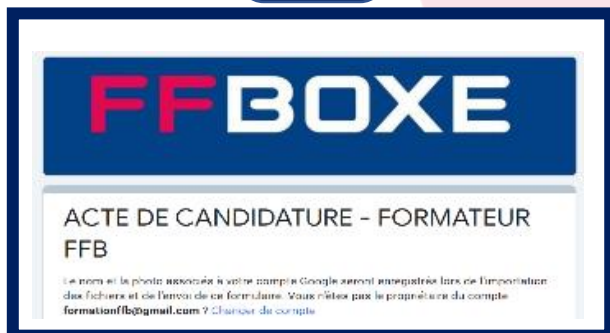 FFBOXE
ACTE DE CANDIDATURE - FORMATEUR
FFB
Le nom et la photo associés à votre compte Google seront enregistrés lors de l'importation
des fichiers et de l'envoi de ce formulaire. Vous n'êtes pas le propriétaire du compte
formationffb@gmail.com ? Changer de compte